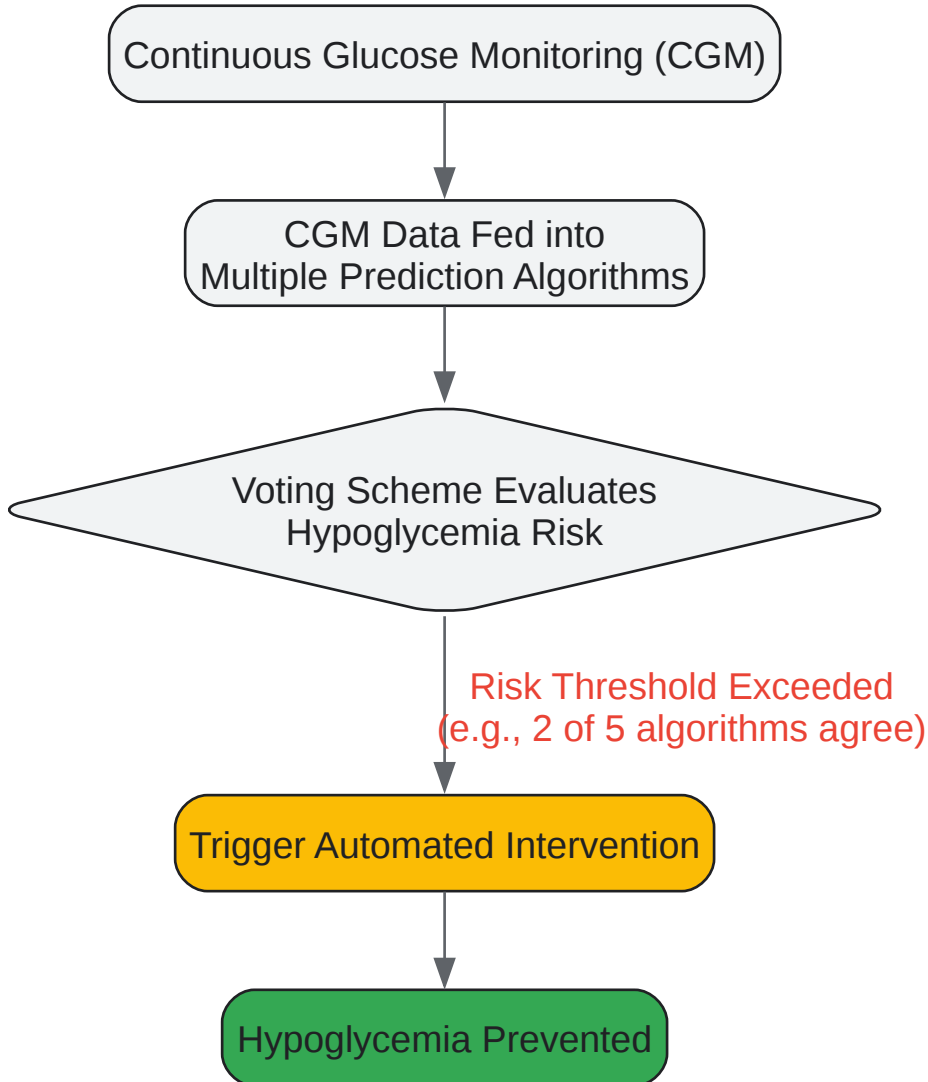 Continuous Glucose Monitoring (CGM)
CGM Data Fed into
Multiple Prediction Algorithms
Voting Scheme Evaluates
Hypoglycemia Risk
Risk Threshold Exceeded
(e.g., 2 of 5 algorithms agree)
Trigger Automated Intervention
Hypoglycemia Prevented